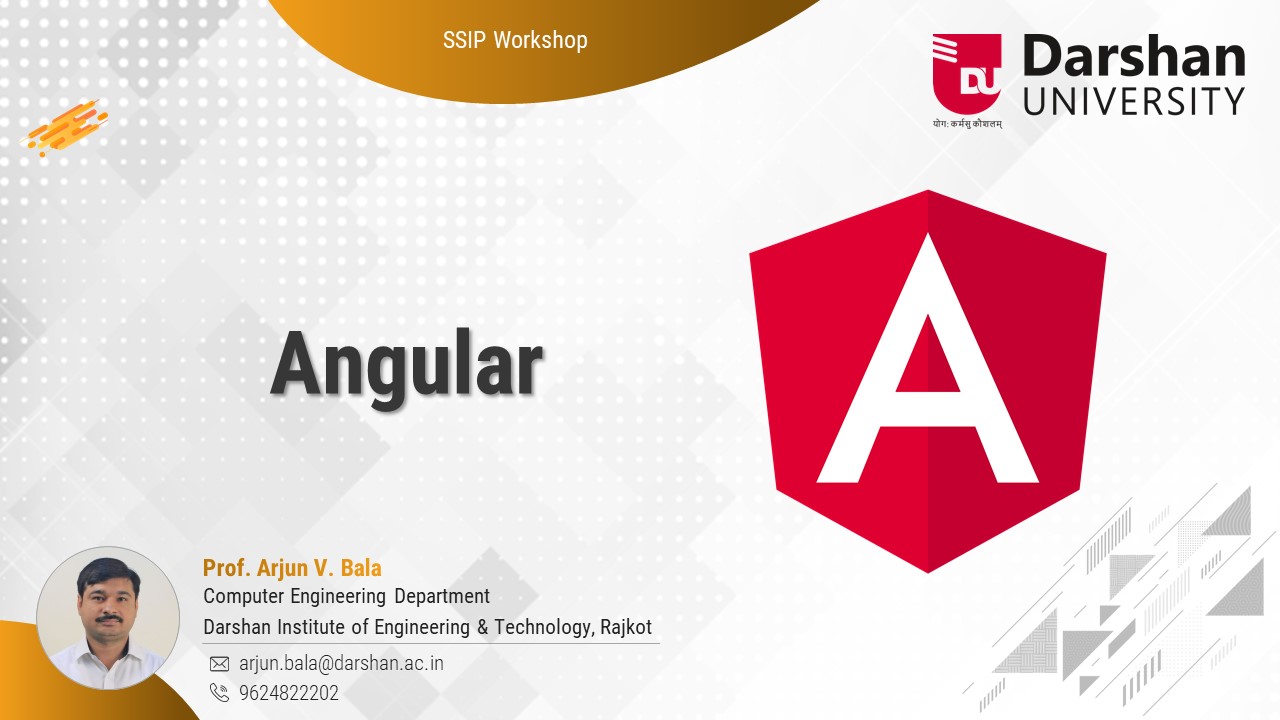 SSIP Workshop
Darshan
UNIVERSITY
DU
योग: कर्मसु कौशलम्
Angular
Prof. Arjun V. Bala
Computer Engineering Department
Darshan Institute of Engineering & Technology, Rajkot
arjun.bala@darshan.ac.in
9624822202